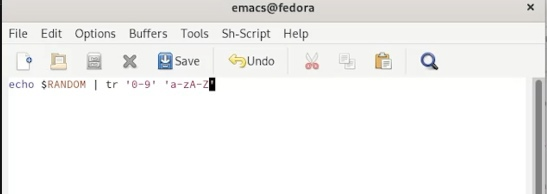 emacs@fedora
×
File Edit Options Buffers Tools Sh-Script Help
Save Undo
echo $RANDOM | tr '0-9' 'a-zA-Z'